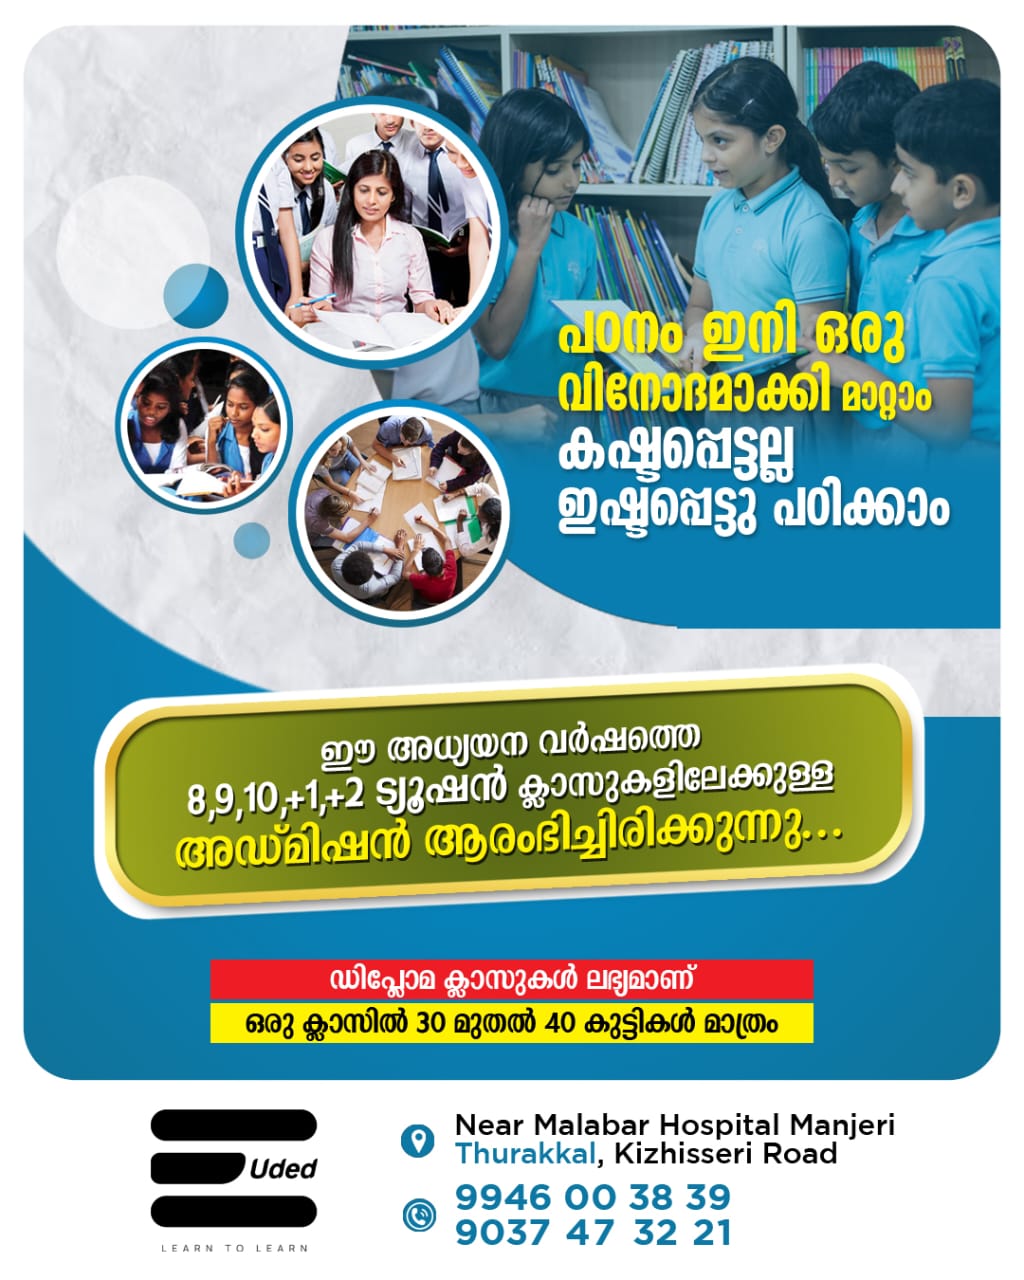 പഠനം ഇനി ഒരു
വിനോദമാക്കി മാറ്റാം
കഷ്ടപ്പെട്ടല്ല
ഇഷ്ടപ്പെട്ടു പഠിക്കാം
ഈ അധ്യയന വർഷത്തെ
8,9,10,+1,+2 ട്യൂഷൻ ക്ലാസുകളിലേക്കുള്ള
അഡ്മിഷൻ ആരംഭിച്ചിരിക്കുന്നു...
ഡിപ്ലോമ ക്ലാസുകൾ ലഭ്യമാണ്
ഒരു ക്ലാസിൽ 30 മുതൽ 40 കുട്ടികൾ മാത്രം
Uded
LEARN TO LEARN
Near Malabar Hospital Manjeri
Thurakkal, Kizhisseri Road
9946 00 38 39
9037 47 32 21